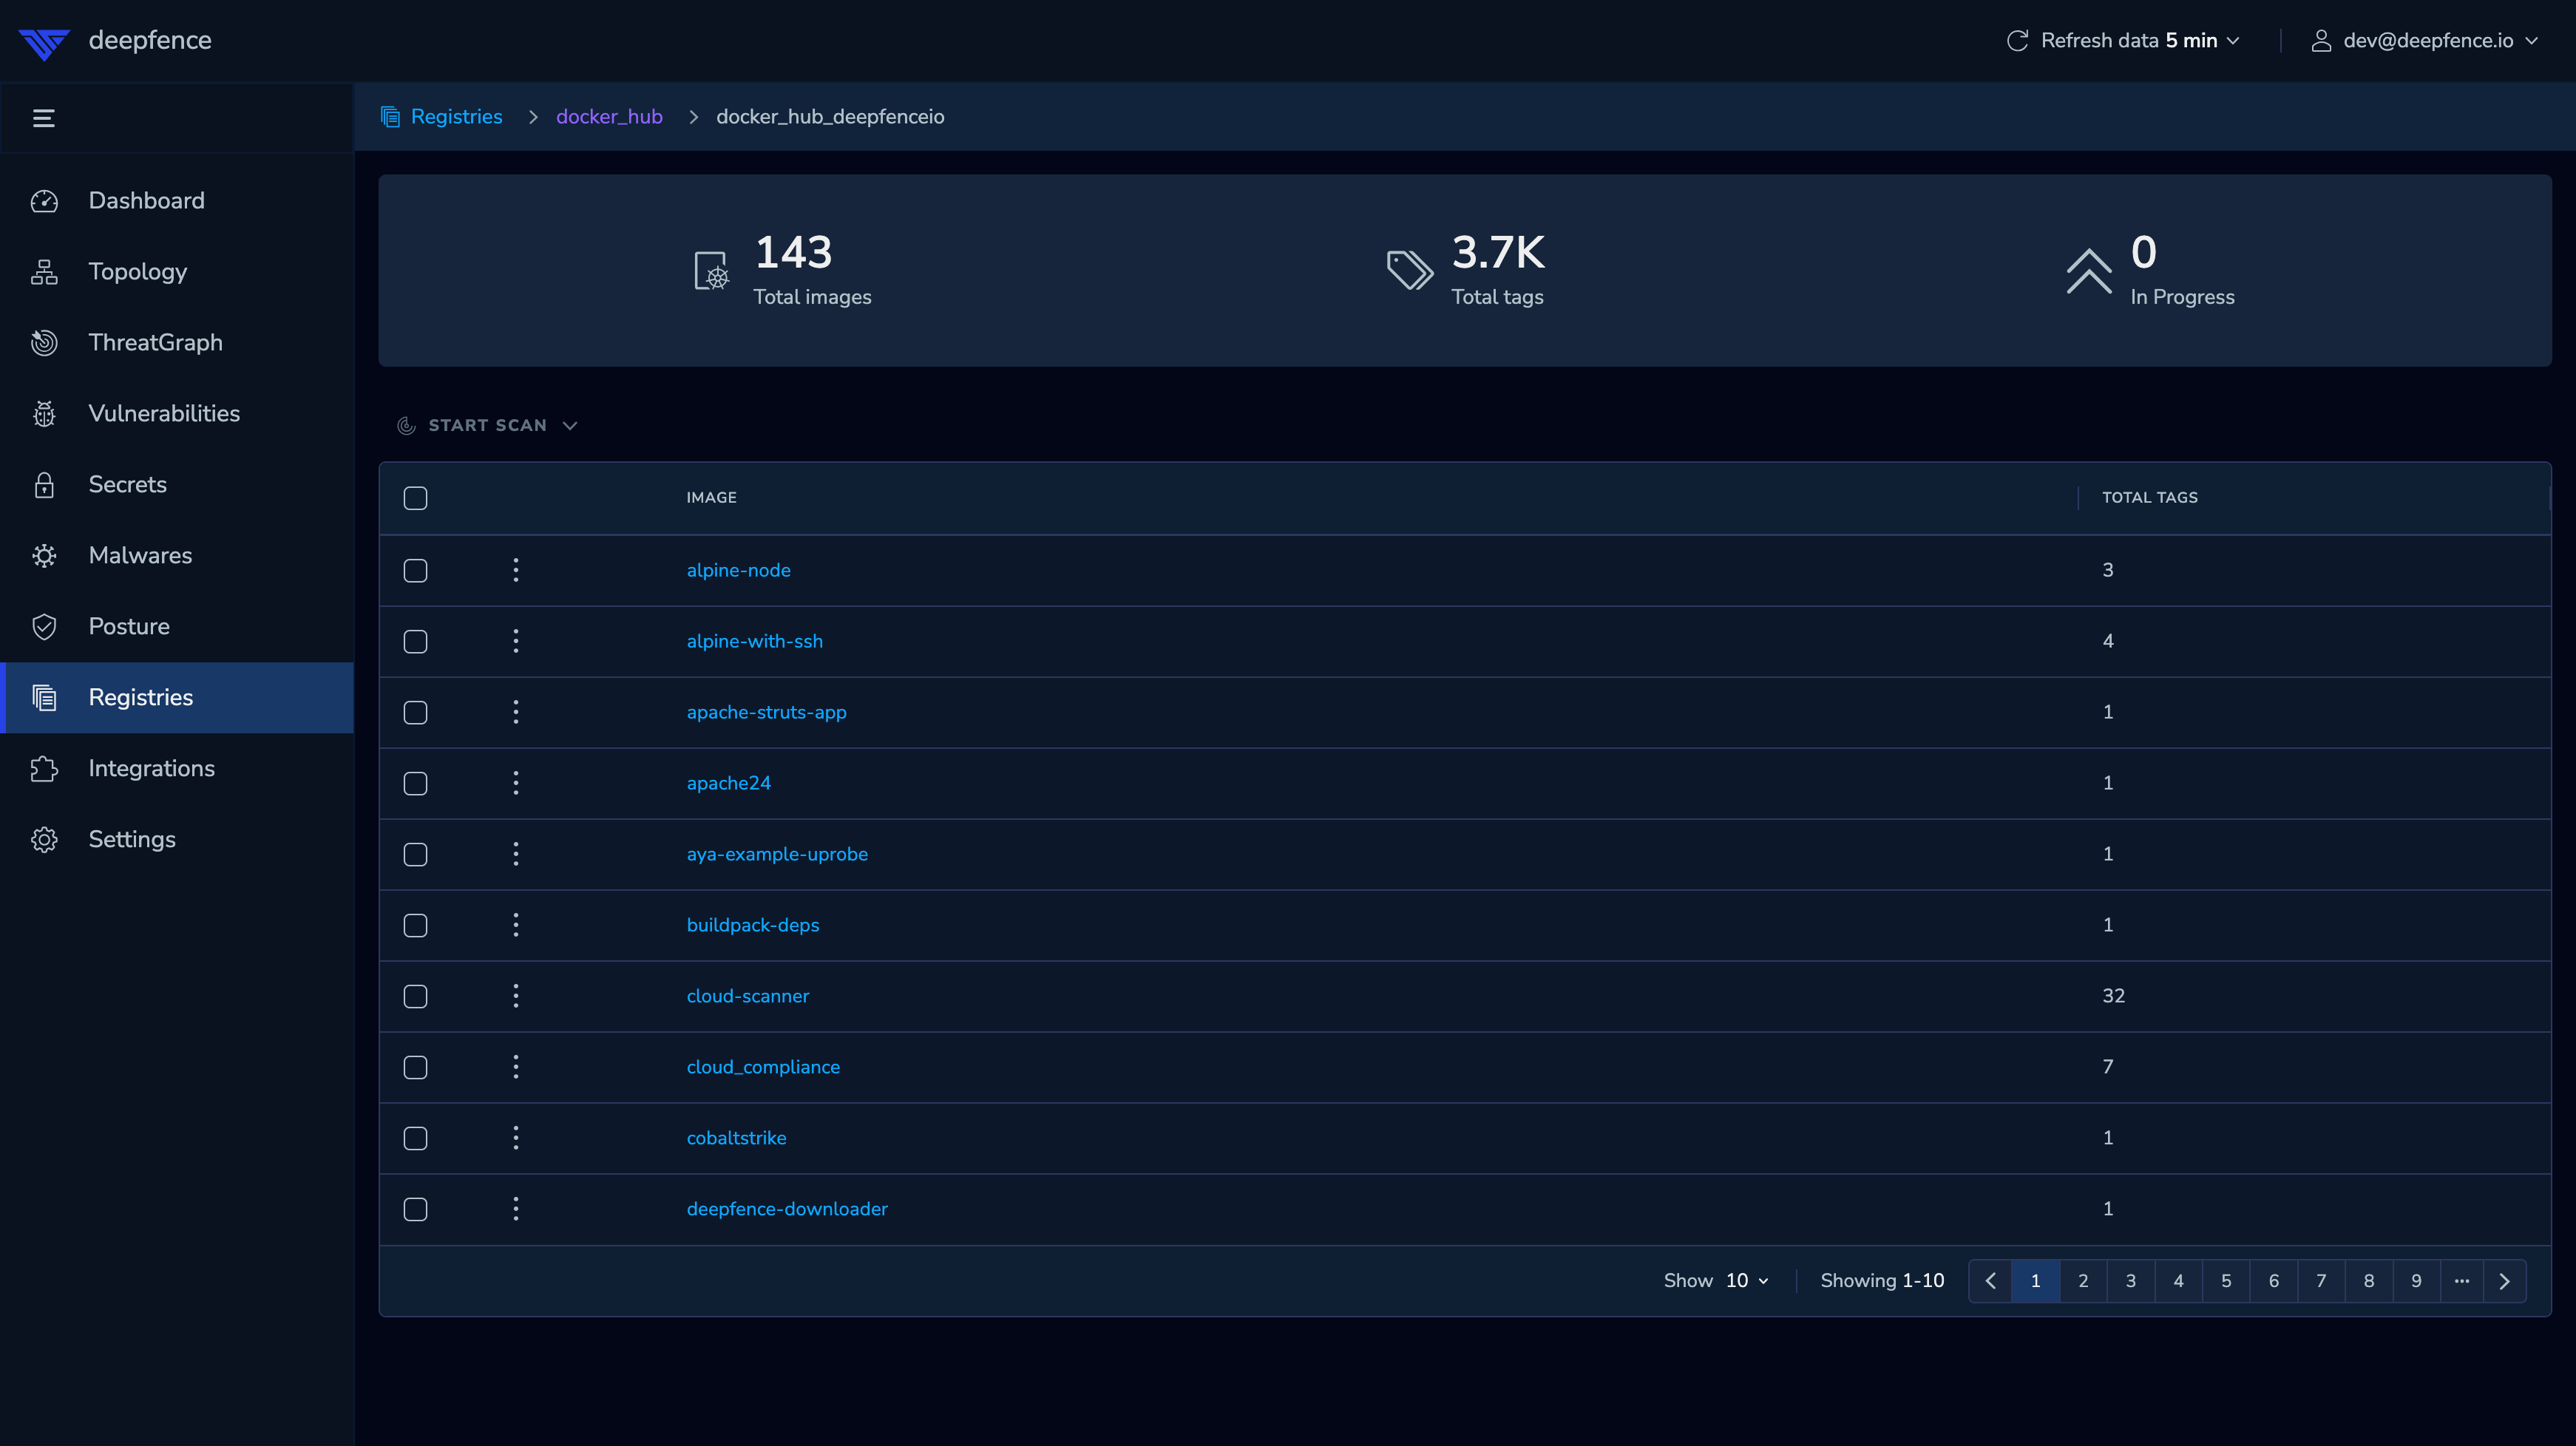 deepfence
Refresh data 5 min
dev@deepfence.io
Registries > docker_hub > docker_hub_deepfenceio
Dashboard
Topology
ThreatGraph
Vulnerabilities
Secrets
Malwares
Posture
Registries
Integrations
Settings
143
Total images
3.7K
Total tags
0
In Progress
START SCAN
IMAGE TOTAL TAGS
alpine-node 3
alpine-with-ssh 4
apache-struts-app 1
apache24 1
aya-example-uprobe 1
buildpack-deps 1
cloud-scanner 32
cloud_compliance 7
cobaltstrike 1
deepfence-downloader 1
Show 10 Showing 1-10 1 2 3 4 5 6 7 8 9 ...